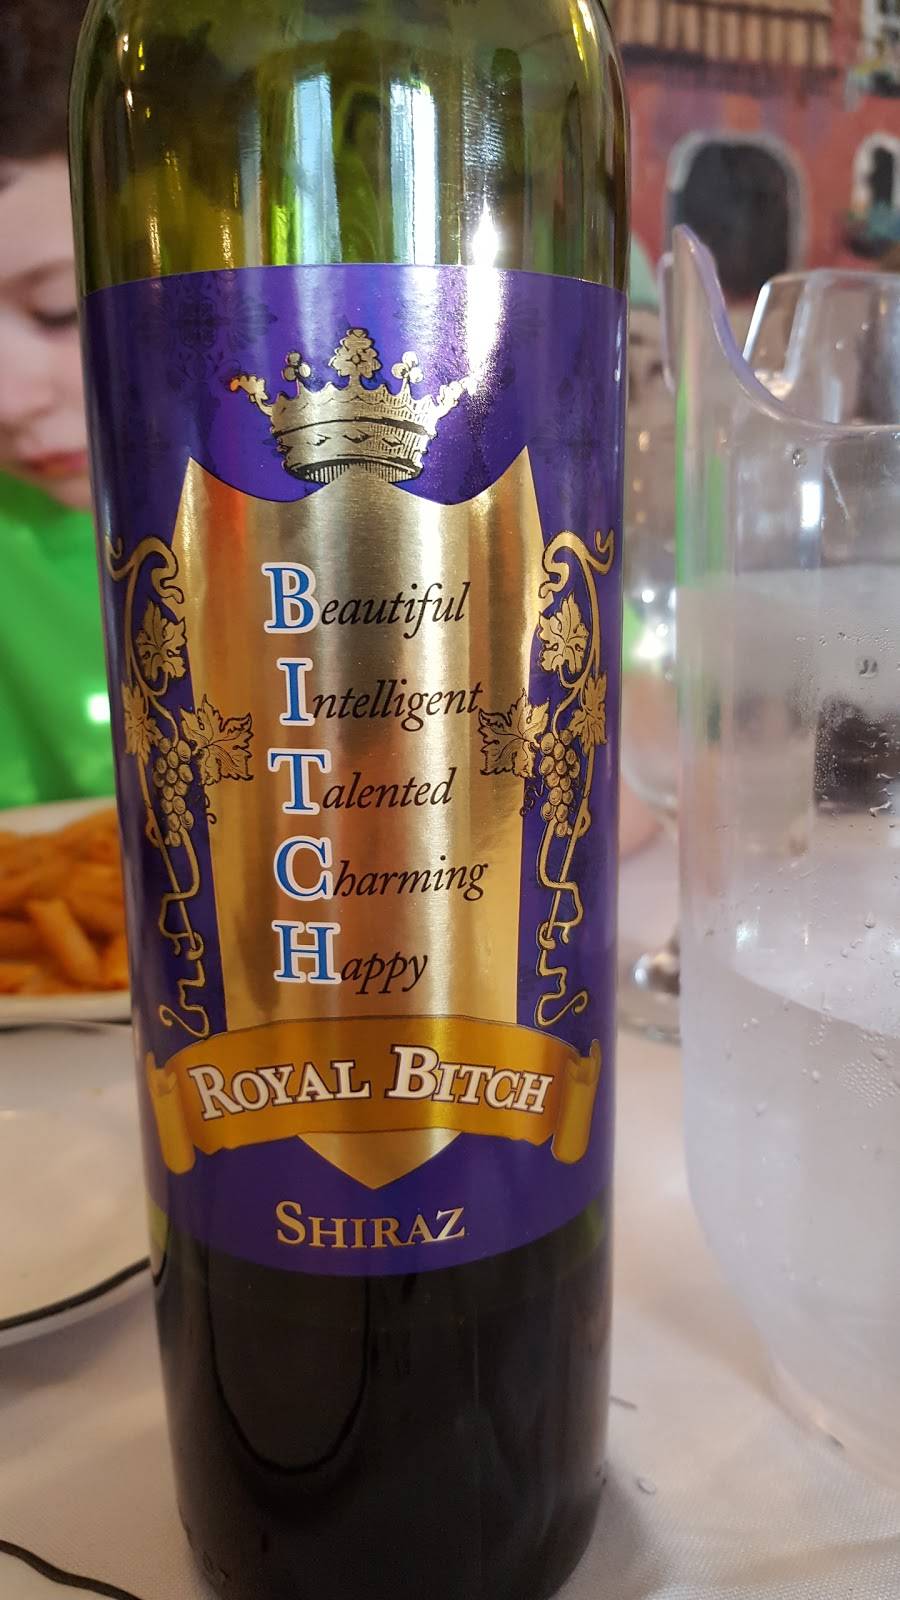 Beautiful
Intelligent
Talented
Charming
Happy
ROYAL BITCH
SHIRAZ